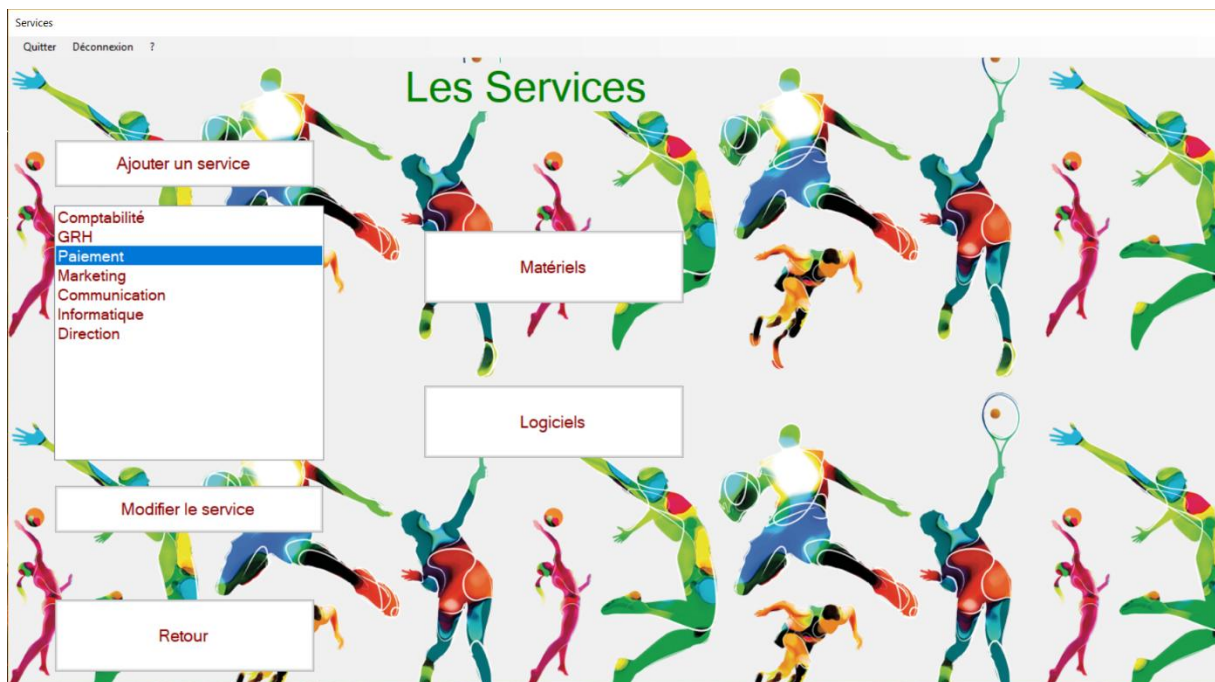 Services
Quitter Déconnexion ?
Les Services
Ajouter un service
Comptabilité
GRH
Paiement
Marketing
Communication
Informatique
Direction
Matériels
Logiciels
Modifier le service
Retour